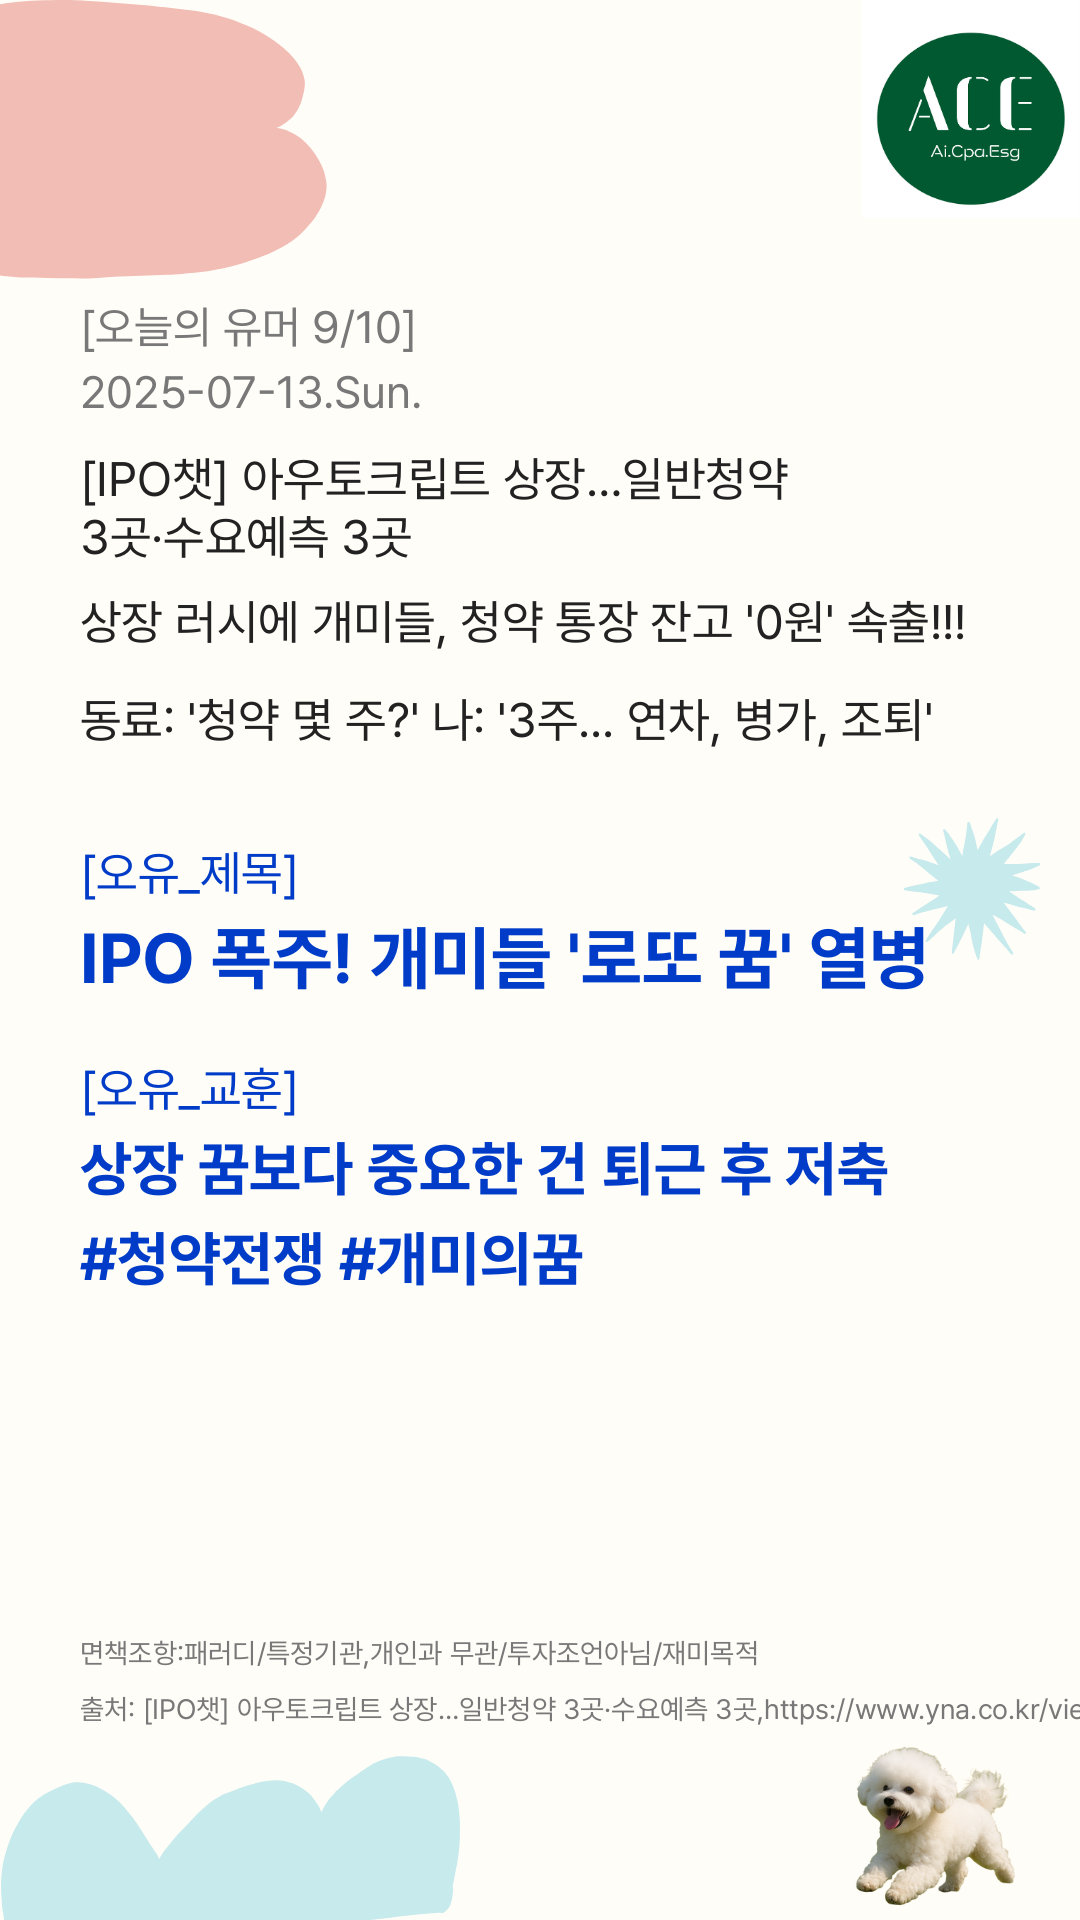 ACE
Ai.Cpa.Esg
[오늘의 유머 9/10]
2025-07-13.Sun.
[IPO챗] 아우토크립트 상장…일반청약
3곳·수요예측 3곳
상장 러시에 개미들, 청약 통장 잔고 '0원' 속출!!!
동료: '청약 몇 주?' 나: '3주... 연차, 병가, 조퇴'
[오유_제목]
IPO 폭주! 개미들 '로또 꿈' 열병
[오유_교훈]
상장 꿈보다 중요한 건 퇴근 후 저축
#청약전쟁 #개미의꿈
면책조항:패러디/특정기관,개인과 무관/투자조언아님/재미목적
출처: [IPO챗] 아우토크립트 상장…일반청약 3곳·수요예측 3곳,https://www.yna.co.kr/vie